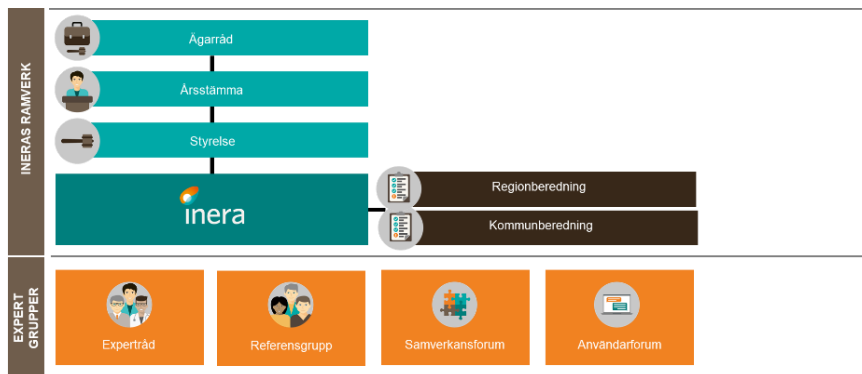 INERAS RAMVERK
Ägarråd
Årsstämma
Styrelse
inera
Regionberedning
Kommunberedning
EXPERT
GRUPPER
Expertråd
Referensgrupp
Samverkansforum
Användarforum